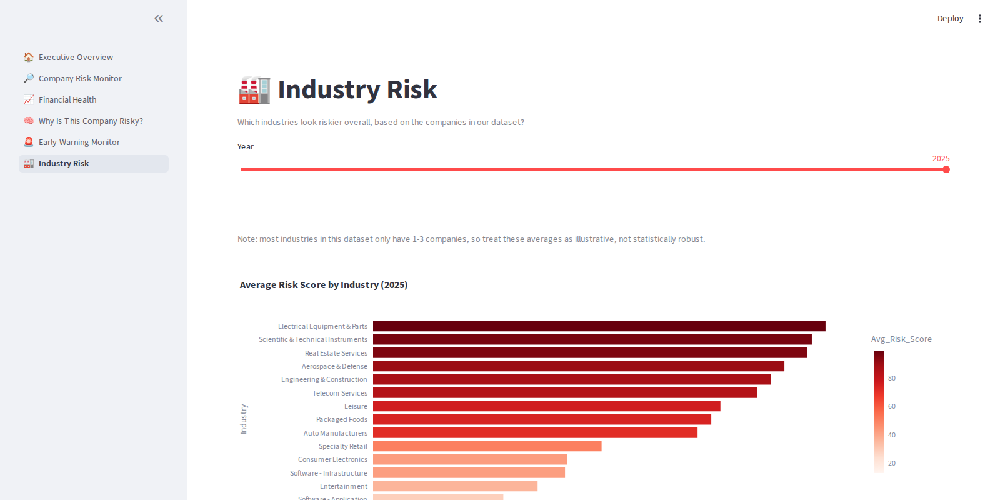 Deploy
Executive Overview
Company Risk Monitor
Financial Health
Why Is This Company Risky?
Early-Warning Monitor
Industry Risk
Industry Risk
Which industries look riskier overall, based on the companies in our dataset?
Year
2025
Note: most industries in this dataset only have 1-3 companies, so treat these averages as illustrative, not statistically robust.
Average Risk Score by Industry (2025)
Industry
Electrical Equipment & Parts
Scientific & Technical Instruments
Real Estate Services
Aerospace & Defense
Engineering & Construction
Telecom Services
Leisure
Packaged Foods
Auto Manufacturers
Specialty Retail
Consumer Electronics
Software - Infrastructure
Entertainment
Software - Application
Avg_Risk_Score
80
60
40
20